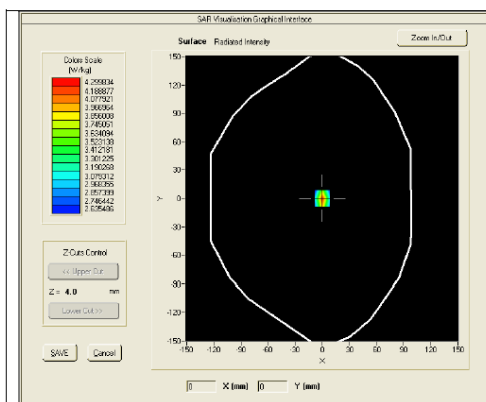 SAR Visualisation Graphical Interface
Surface Radiated Intensity
Zoom In/Out
Colors Scale
(W/kg)
4.299834
4.188877
4.077921
3.966964
3.856008
3.745051
3.634094
3.523138
3.412181
3.301225
3.190268
3.079312
2.968355
2.857399
2.746442
2.635486
150
120
90
60
30
0
-30
-60
-90
-120
-150
Y
-150 -120 -90 -60 -30 0 30 60 90 120 150
X
Z-Cuts Control
<< Upper Cut
Z = 4.0 mm
Lower Cut >>
SAVE Cancel
0 X (mm) 0 Y (mm)